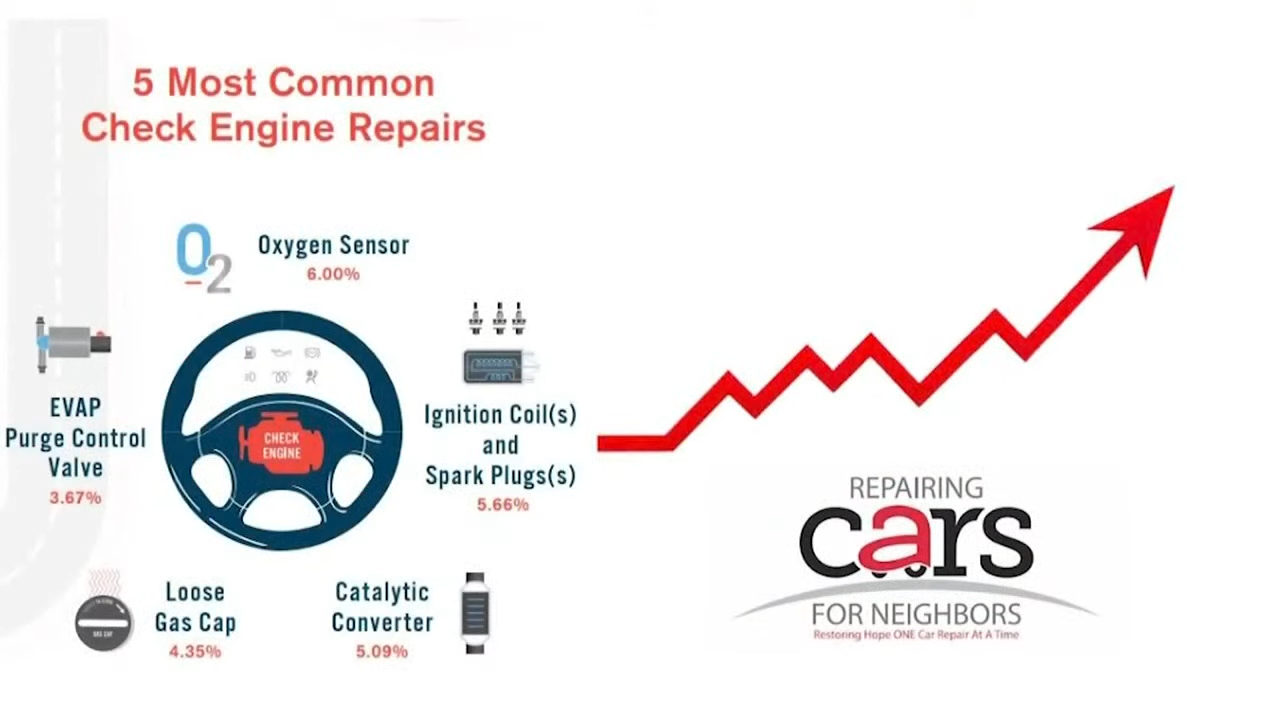 5 Most Common
Check Engine Repairs
O2
Oxygen Sensor
6.00%
Ignition Coil(s)
and
Spark Plugs(s)
5.66%
EVAP
Purge Control
Valve
3.67%
CHECK
ENGINE
Loose
Gas Cap
4.35%
GAS CAP
Catalytic
Converter
5.09%
REPAIRING
cars
FOR NEIGHBORS
Restoring Hope ONE Car Repair At A Time